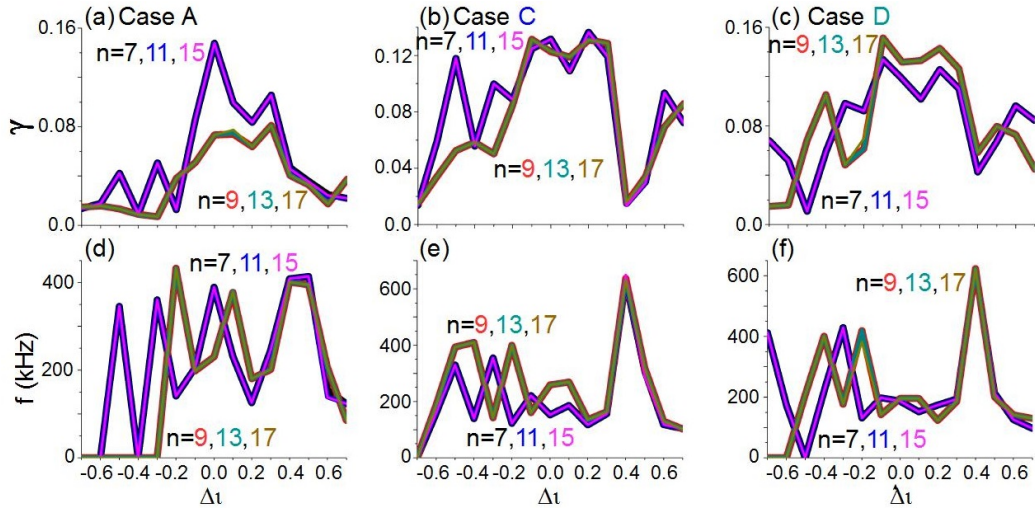 (a) Case A
(b) Case C
(c) Case D
0.16
0.08
0.0
γ
n=7,11,15
n=9,13,17
0.12
0.08
0.04
0.0
n=7,11,15
n=9,13,17
0.16
0.08
0.0
n=9,13,17
n=7,11,15
(d)
(e)
(f)
400
200
0
f (kHz)
n=7,11,15
n=9,13,17
600
400
200
0
n=9,13,17
n=7,11,15
600
400
200
0
n=9,13,17
n=7,11,15
-0.6 -0.4 -0.2 0.0 0.2 0.4 0.6
-0.6 -0.4 -0.2 0.0 0.2 0.4 0.6
-0.6 -0.4 -0.2 0.0 0.2 0.4 0.6
Δι
Δι
Δι